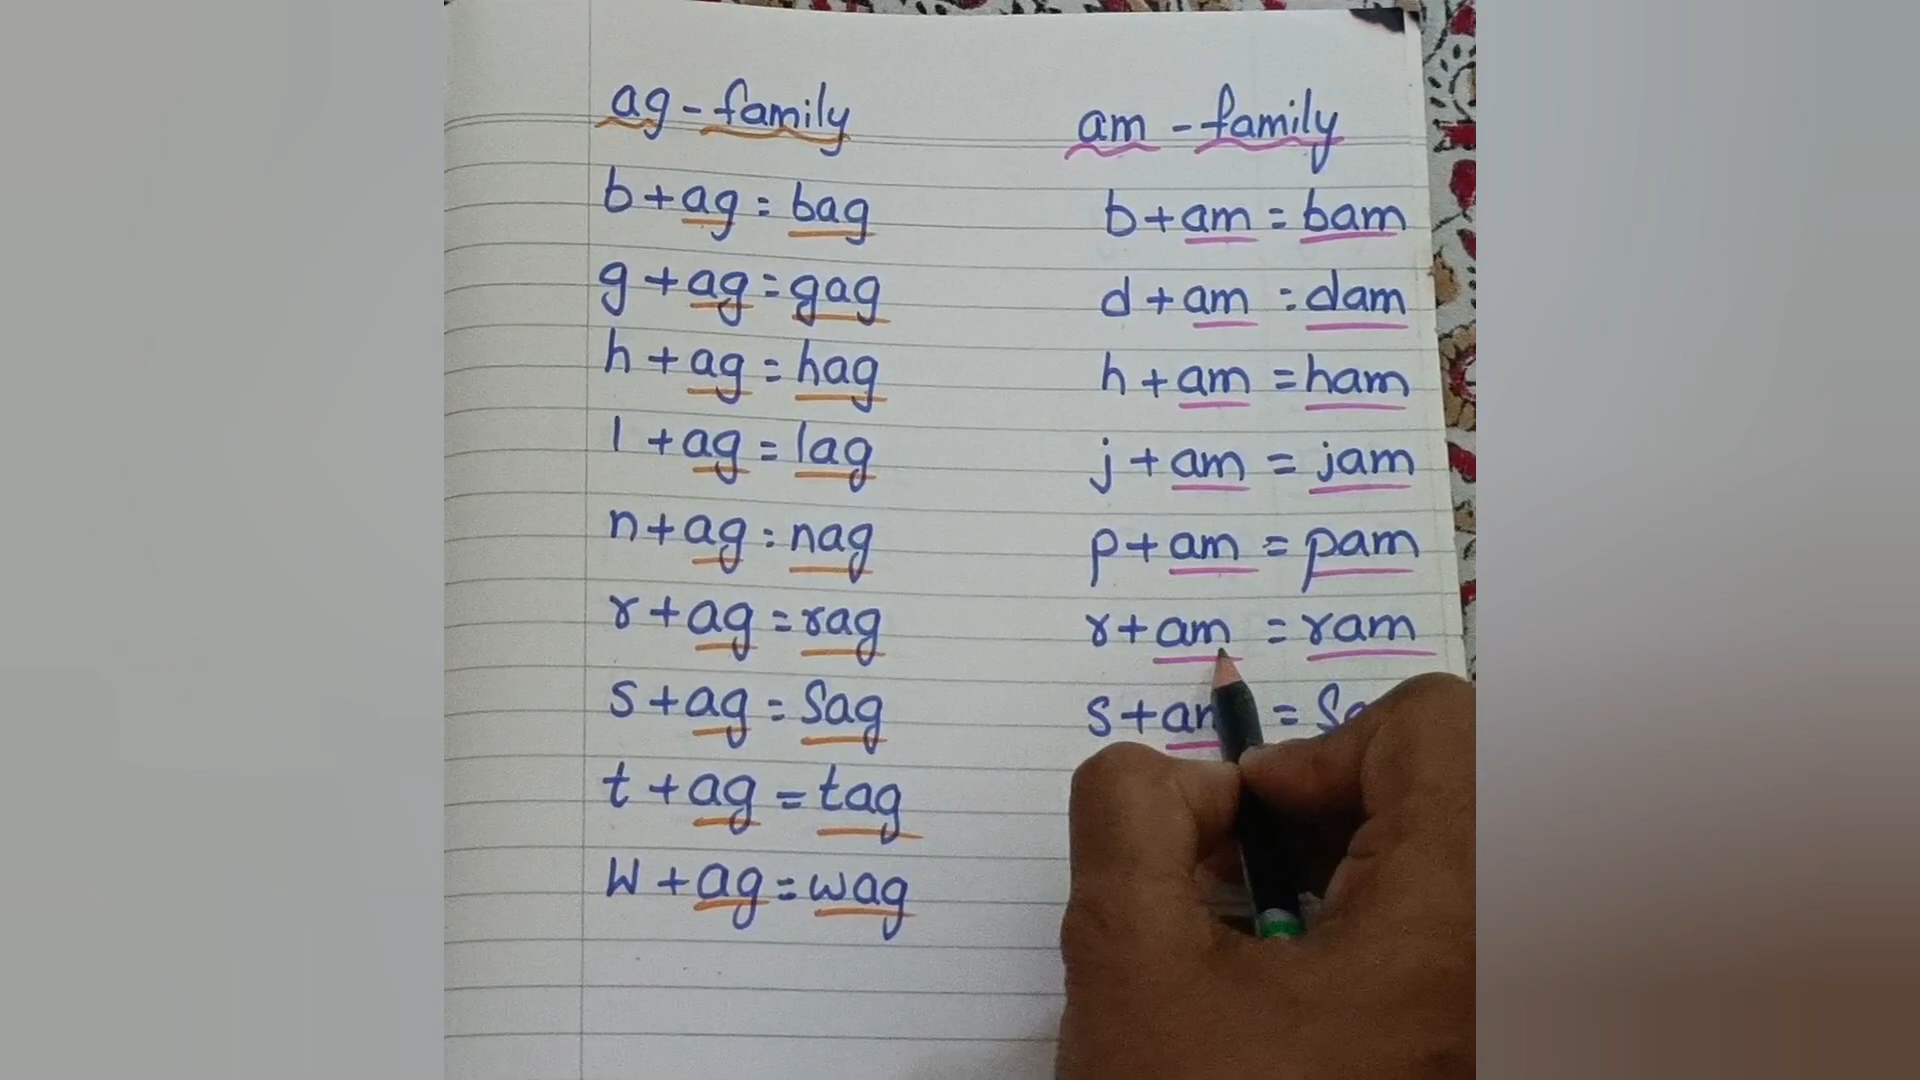 ag - family
b + ag = bag
g + ag = gag
h + ag = hag
l + ag = lag
n + ag = nag
r + ag = rag
s + ag = sag
t + ag = tag
w + ag = wag
am - family
b + am = bam
d + am = dam
h + am = ham
j + am = jam
p + am = pam
r + am = ram
s + =